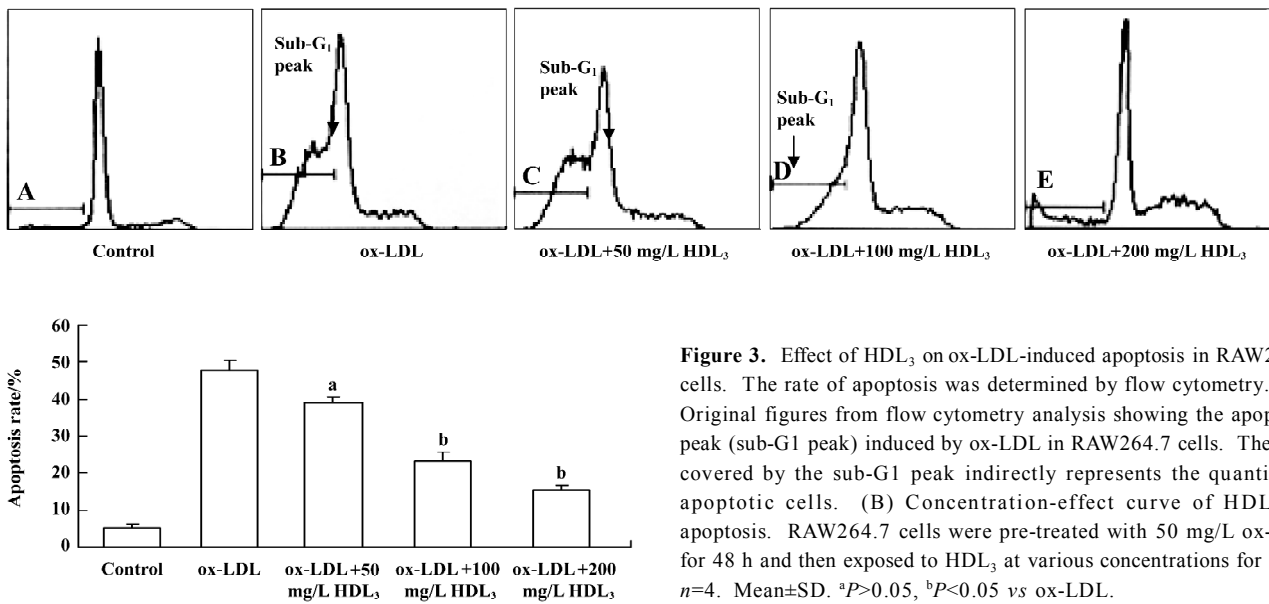 Sub-G₁
peak
B
Sub-G₁
peak
C
Sub-G₁
peak
D
A
E
Control
ox-LDL
ox-LDL+50 mg/L HDL₃
ox-LDL+100 mg/L HDL₃
ox-LDL+200 mg/L HDL₃
Apoptosis rate/%
60
50
40
30
20
10
0
a
b
b
Control
ox-LDL
ox-LDL+50
mg/L HDL₃
ox-LDL+100
mg/L HDL₃
ox-LDL+200
mg/L HDL₃
Figure 3. Effect of HDL₃ on ox-LDL-induced apoptosis in RAW2
cells. The rate of apoptosis was determined by flow cytometry.
Original figures from flow cytometry analysis showing the apop
peak (sub-G1 peak) induced by ox-LDL in RAW264.7 cells. The
covered by the sub-G1 peak indirectly represents the quanti
apoptotic cells. (B) Concentration-effect curve of HDL
apoptosis. RAW264.7 cells were pre-treated with 50 mg/L ox-
for 48 h and then exposed to HDL₃ at various concentrations for
n=4. Mean±SD. ᵃP>0.05, ᵇP<0.05 vs ox-LDL.